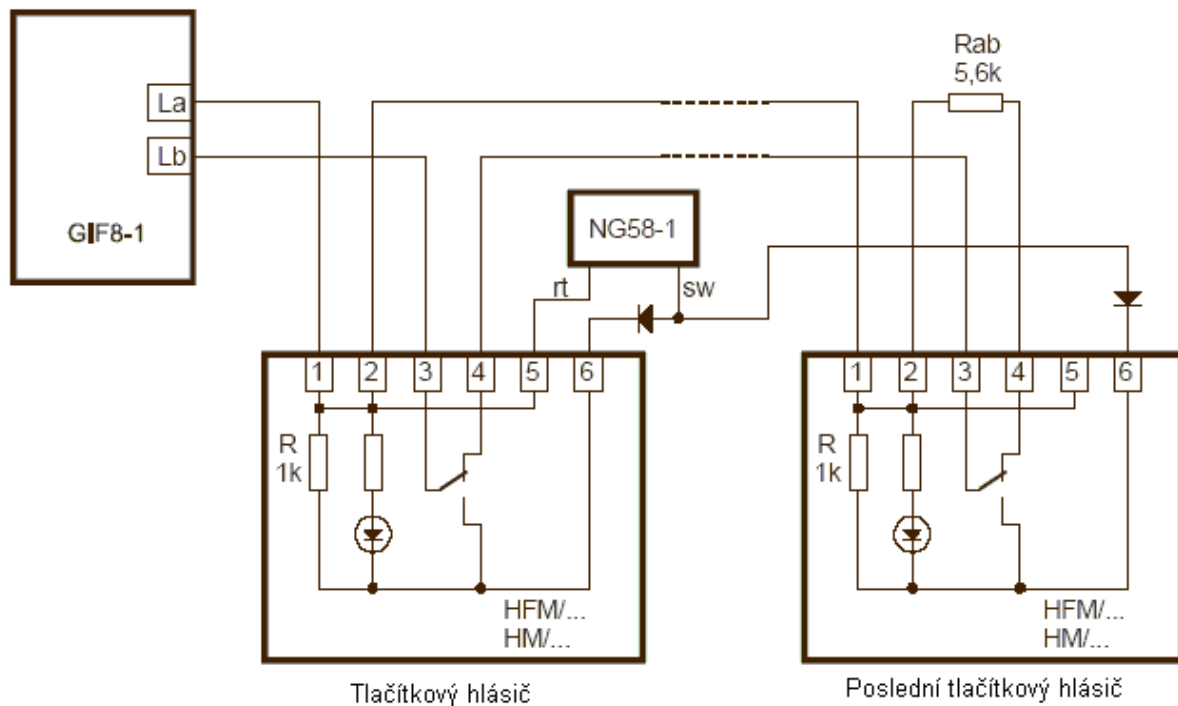 Rab
5,6k
La
Lb
GIF8-1
NG58-1
rt
sw
1 2 3 4 5 6
1 2 3 4 5 6
R
1k
R
1k
HFM/...
HM/...
HFM/...
HM/...
Tlačítkový hlásič
Poslední tlačítkový hlásič